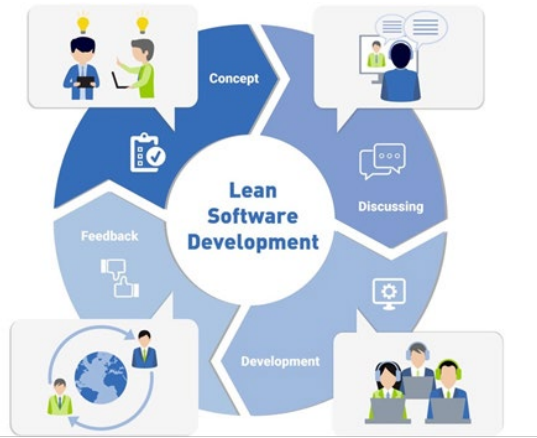 Concept
Discussing
Lean
Software
Development
Feedback
Development